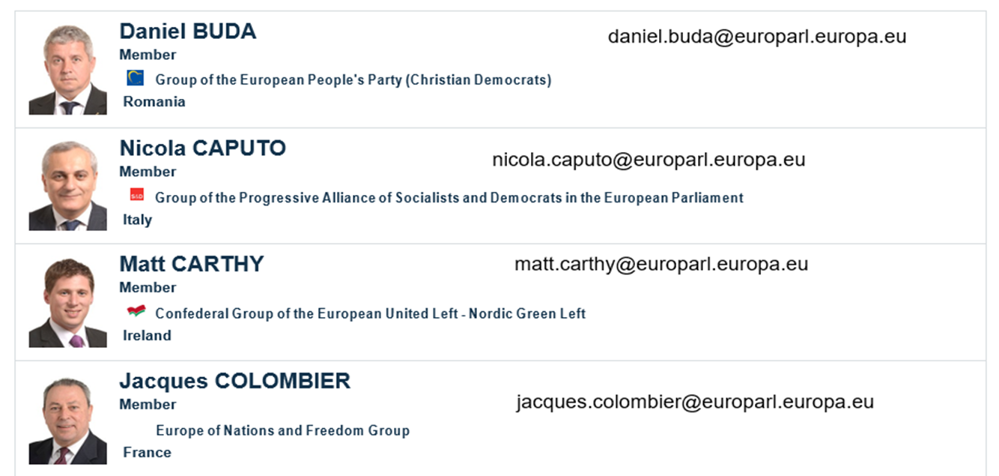 Daniel BUDA
daniel.buda@europarl.europa.eu
Member
Group of the European People's Party (Christian Democrats)
Romania
Nicola CAPUTO
nicola.caputo@europarl.europa.eu
Member
S&D Group of the Progressive Alliance of Socialists and Democrats in the European Parliament
Italy
Matt CARTHY
matt.carthy@europarl.europa.eu
Member
Confederal Group of the European United Left - Nordic Green Left
Ireland
Jacques COLOMBIER
jacques.colombier@europarl.europa.eu
Member
Europe of Nations and Freedom Group
France